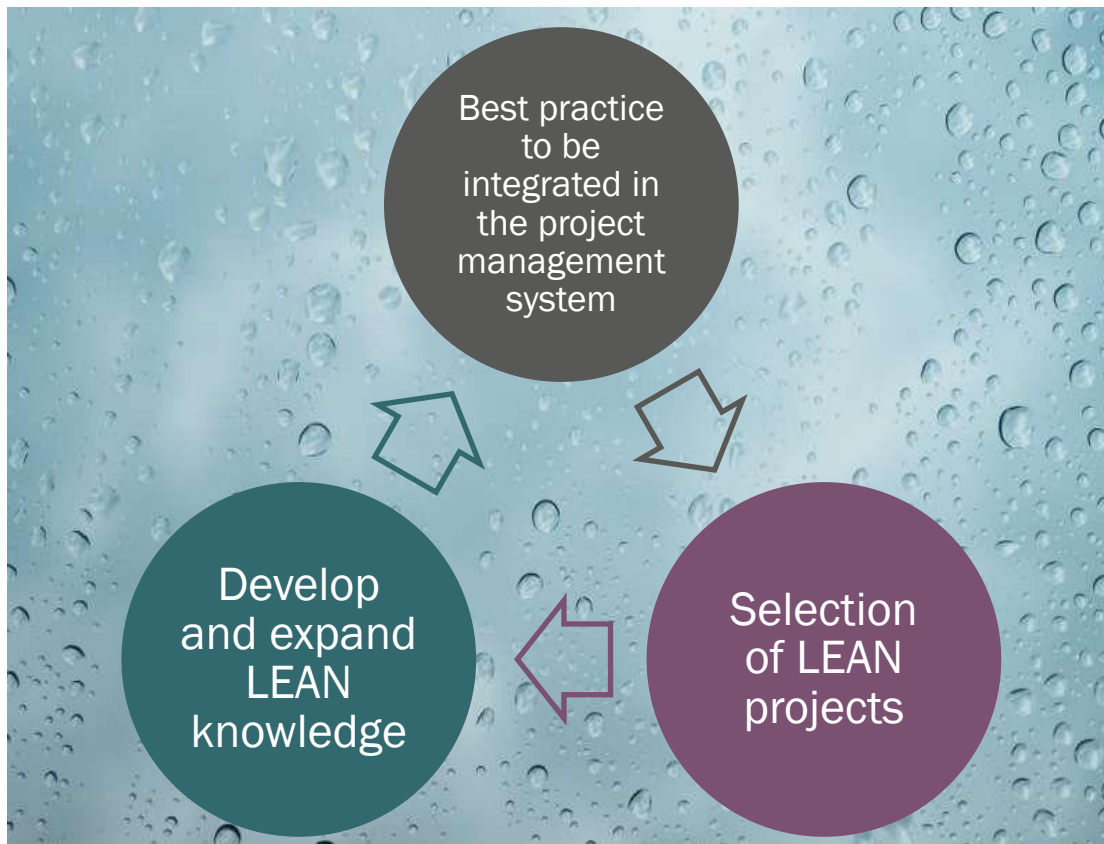 Best practice
to be
integrated in
the project
management
system
Selection
of LEAN
projects
Develop
and expand
LEAN
knowledge